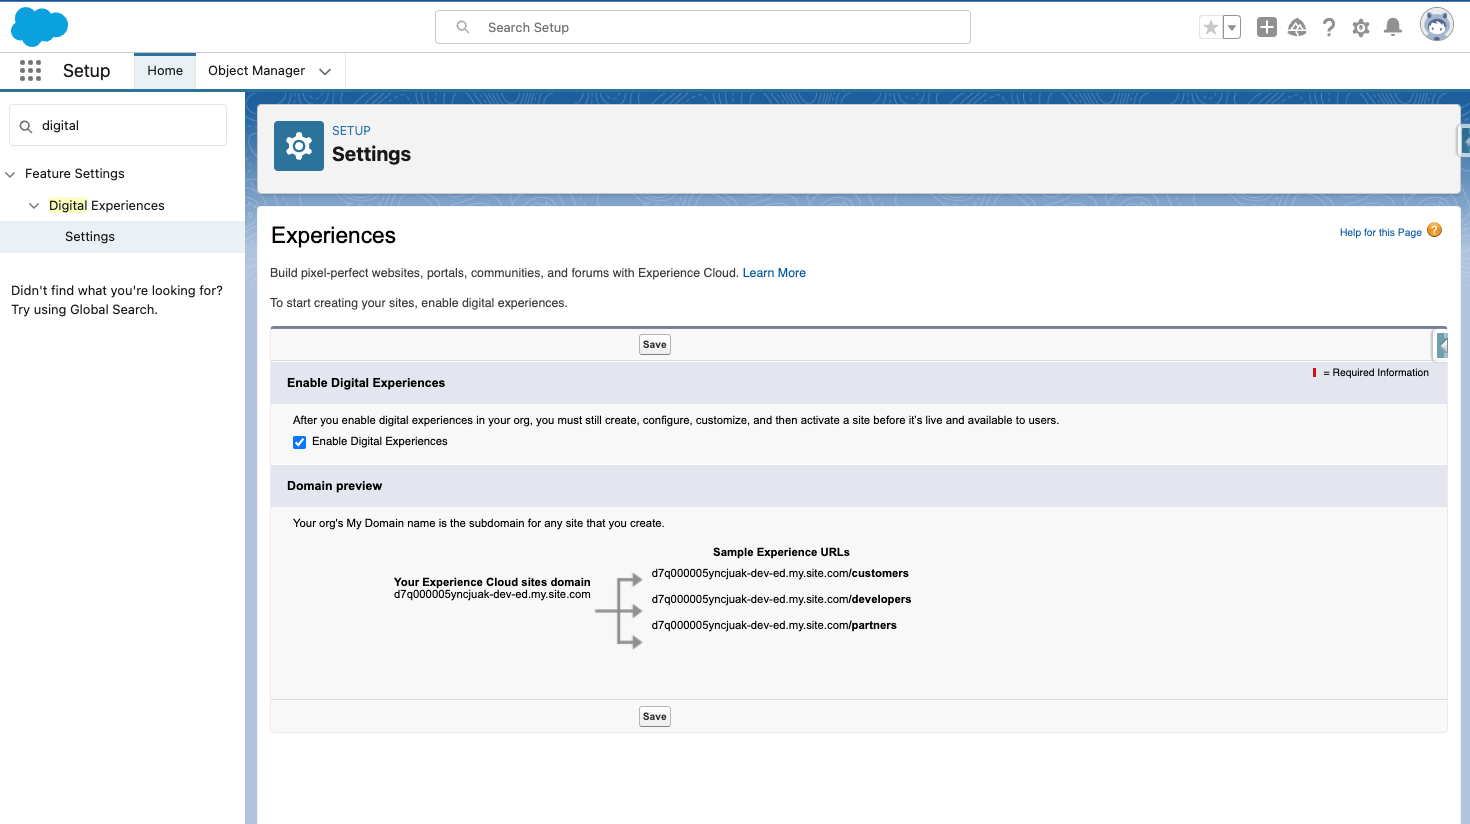 Search Setup
Setup
Home
Object Manager
digital
Feature Settings
Digital Experiences
Settings
Didn't find what you're looking for?
Try using Global Search.
SETUP
Settings
Experiences
Help for this Page ?
Build pixel-perfect websites, portals, communities, and forums with Experience Cloud. Learn More
To start creating your sites, enable digital experiences.
Save
Enable Digital Experiences
= Required Information
After you enable digital experiences in your org, you must still create, configure, customize, and then activate a site before it's live and available to users.
Enable Digital Experiences
Domain preview
Your org's My Domain name is the subdomain for any site that you create.
Sample Experience URLs
Your Experience Cloud sites domain
d7q000005yncjuak-dev-ed.my.site.com
d7q000005yncjuak-dev-ed.my.site.com/customers
d7q000005yncjuak-dev-ed.my.site.com/developers
d7q000005yncjuak-dev-ed.my.site.com/partners
Save